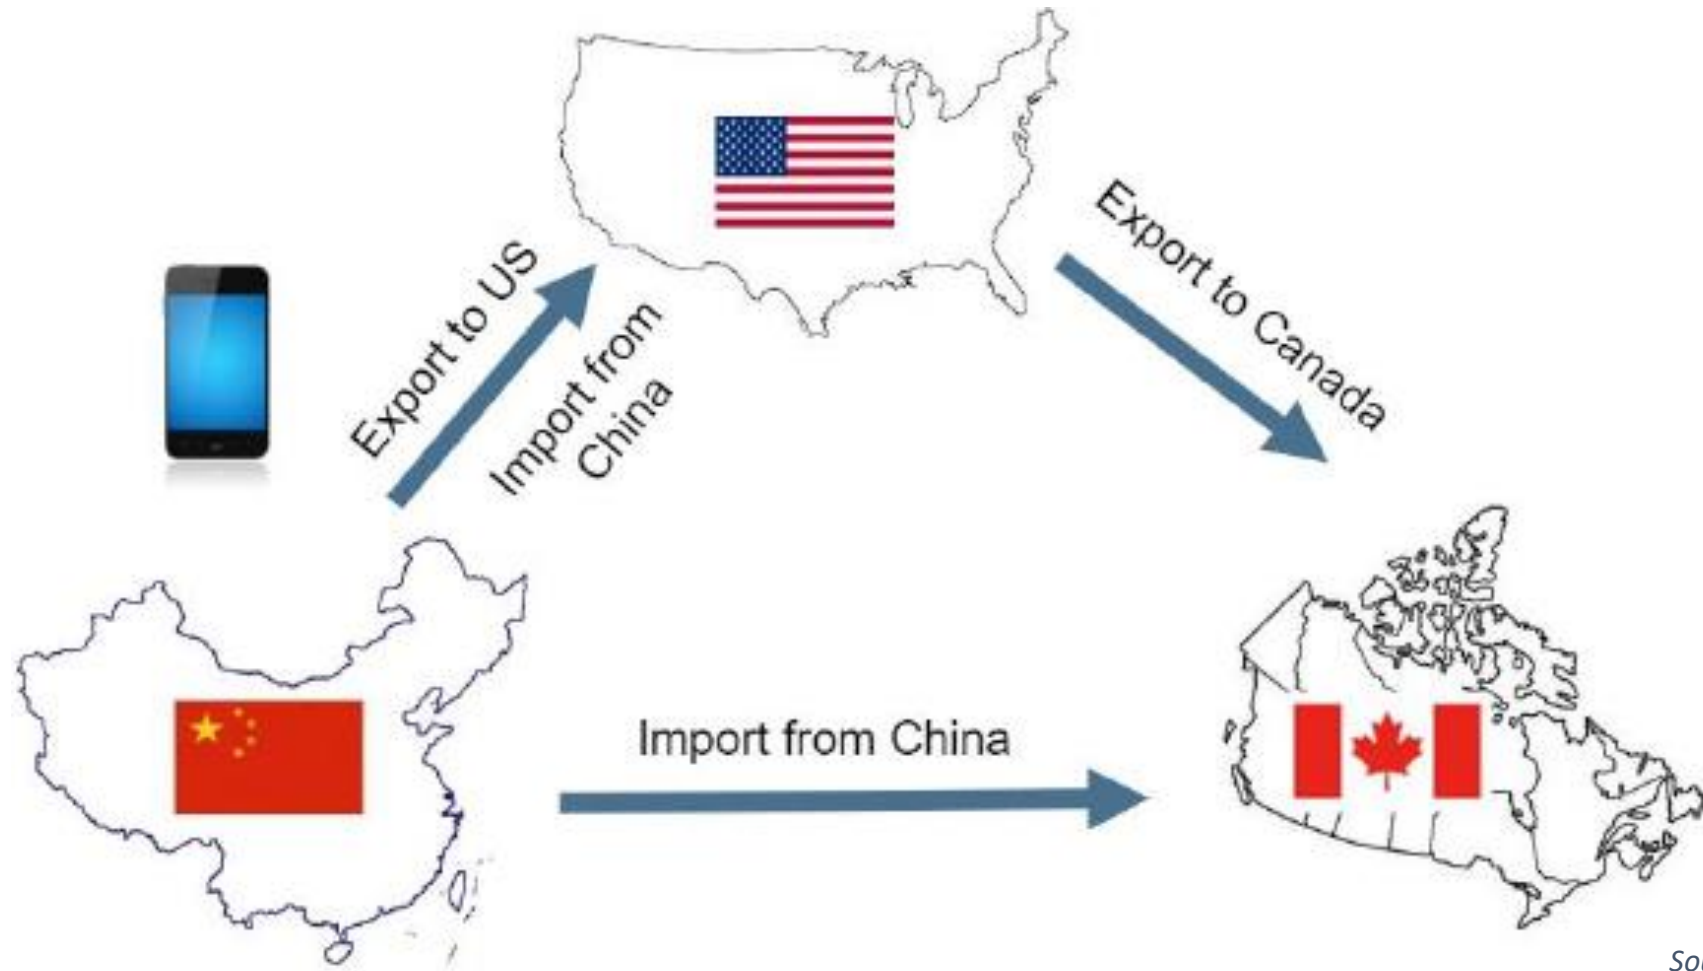 Export to US
Import from
China
Export to Canada
Import from China